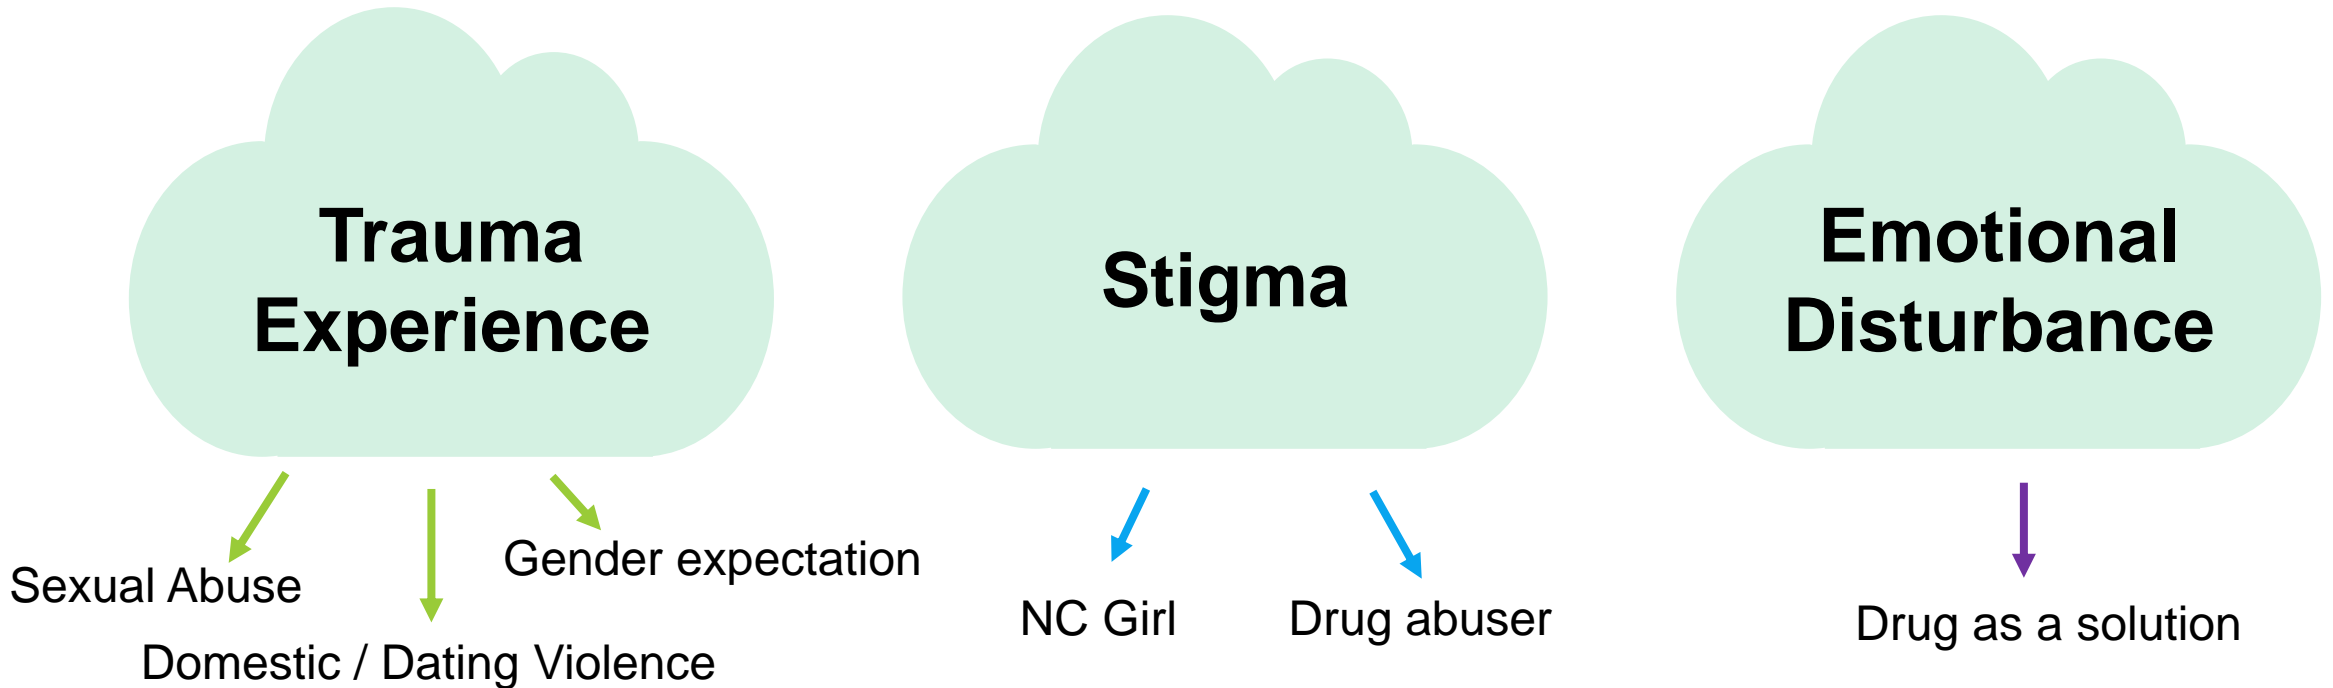 Trauma
Experience
Sexual Abuse
Domestic / Dating Violence
Gender expectation
Stigma
NC Girl
Drug abuser
Emotional
Disturbance
Drug as a solution